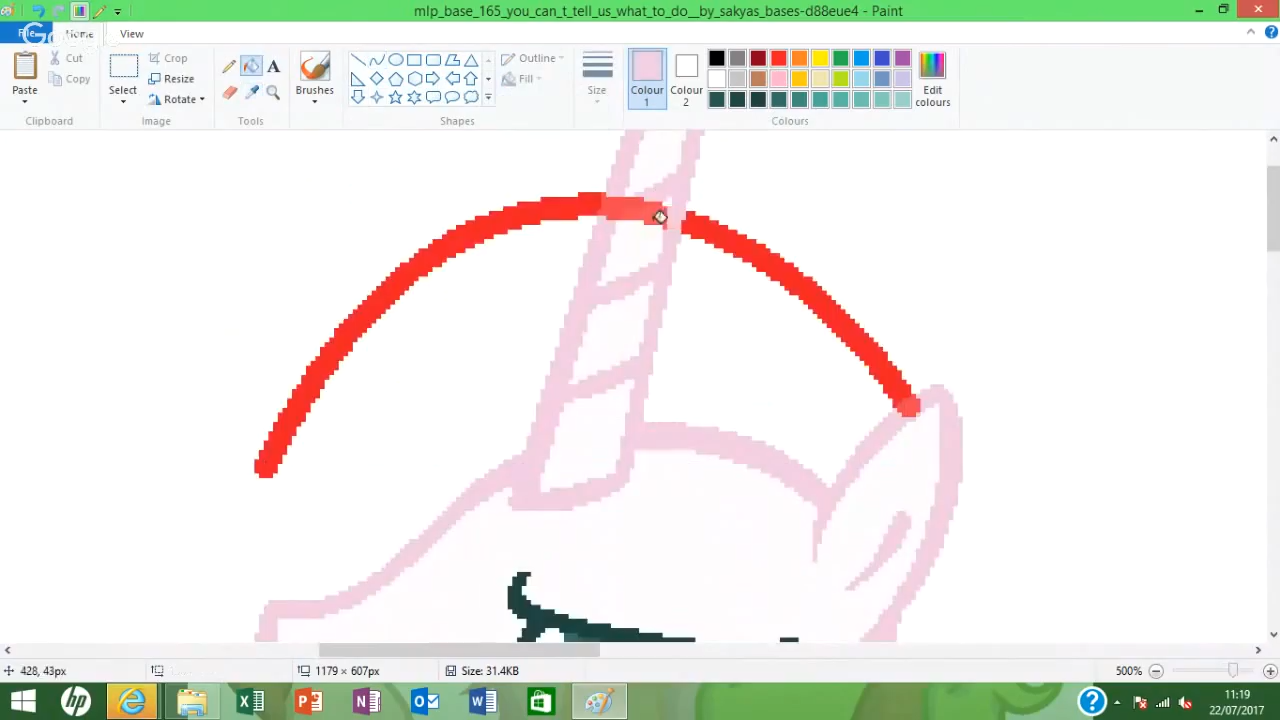 mlp_base_165_you_can_t_tell_us_what_to_do__by_sakyas_bases-d88eue4 - Paint
File Home View
Cut
Copy
Paste
Clipboard
Crop
Resize
Rotate
Select
Image
Tools
Brushes
Outline
Fill
Shapes
Size
Colour 1
Colour 2
Edit colours
Colours
428, 43px
1179 × 607px
Size: 31.4KB
500%
11:19
22/07/2017